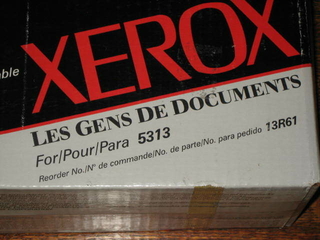 XEROX
LES GENS DE DOCUMENTS
For/Pour/Para 5313
Reorder No./N° de commande/No. de parte/No. para pedido 13R61